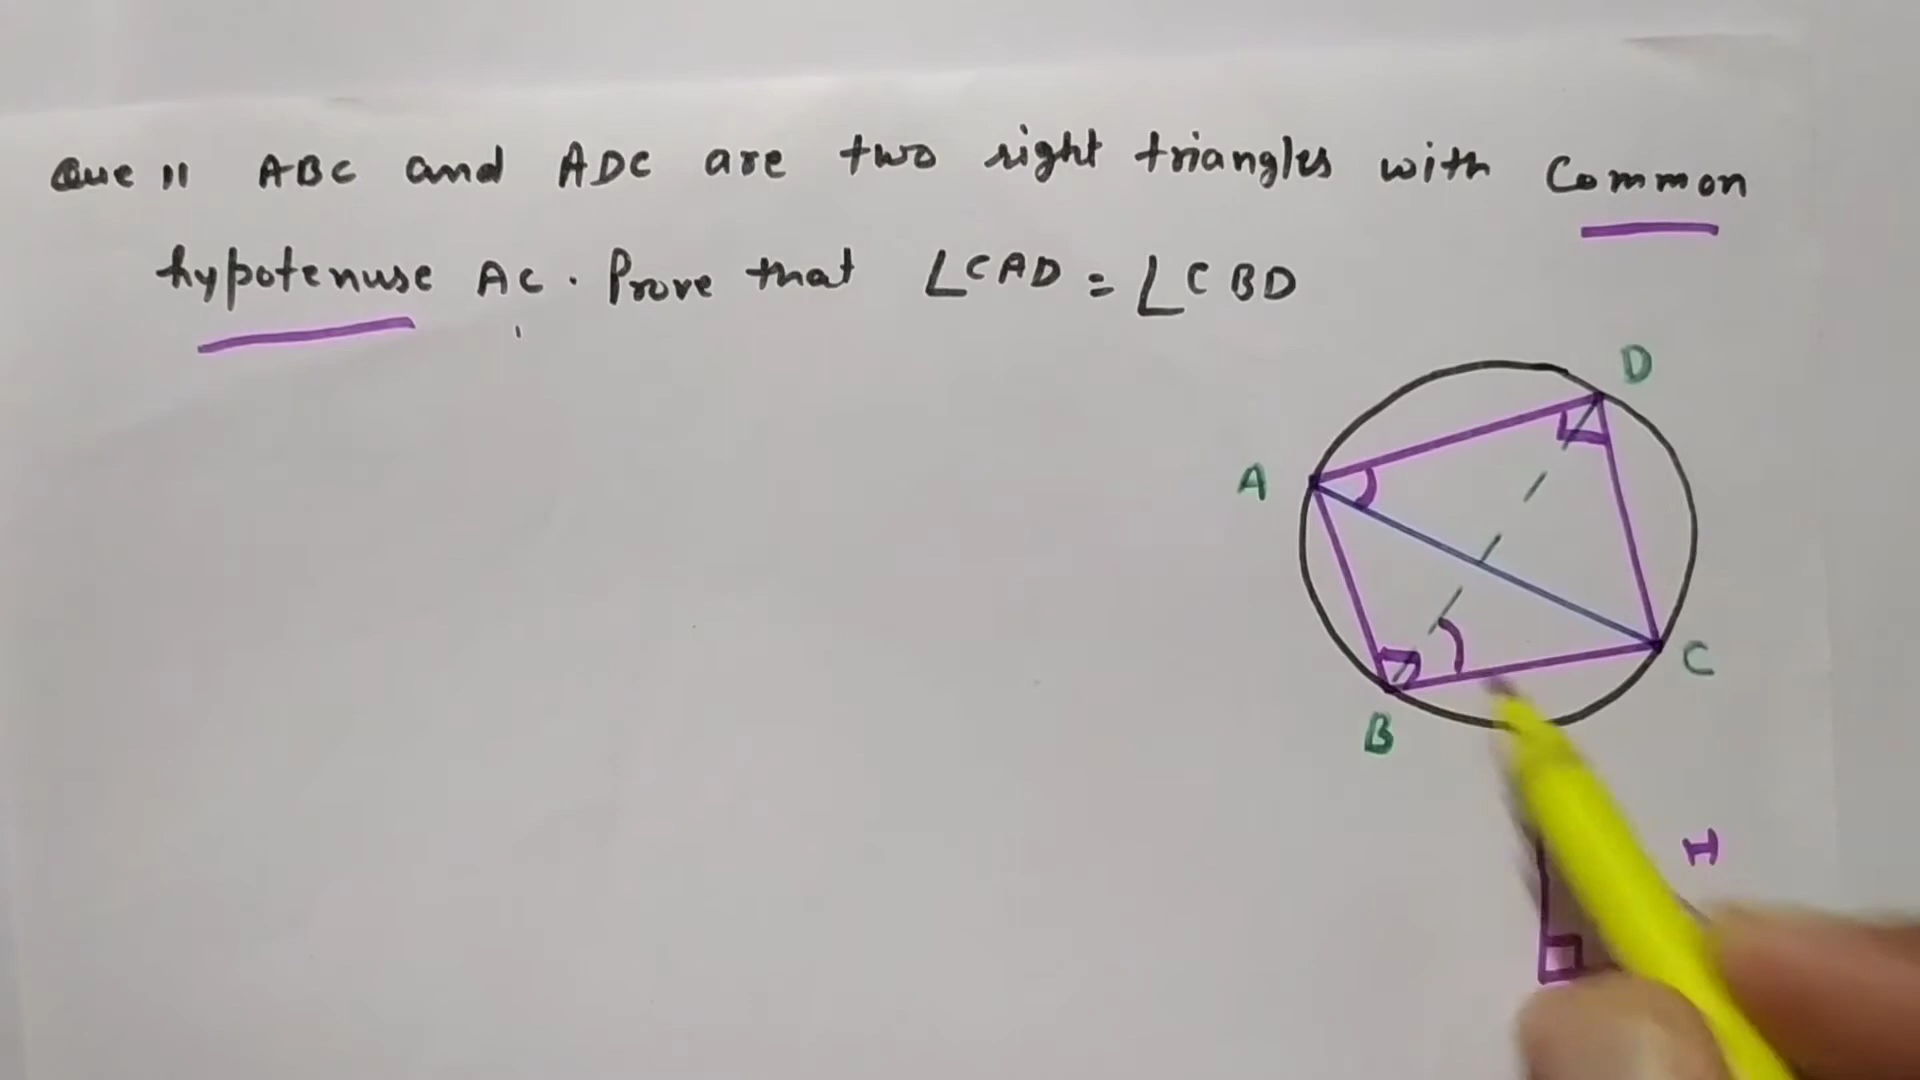 Que 11 ABC and ADC are two right triangles with Common
hypotenuse AC. Prove that ∠CAD = ∠CBD
D
A
C
B
H